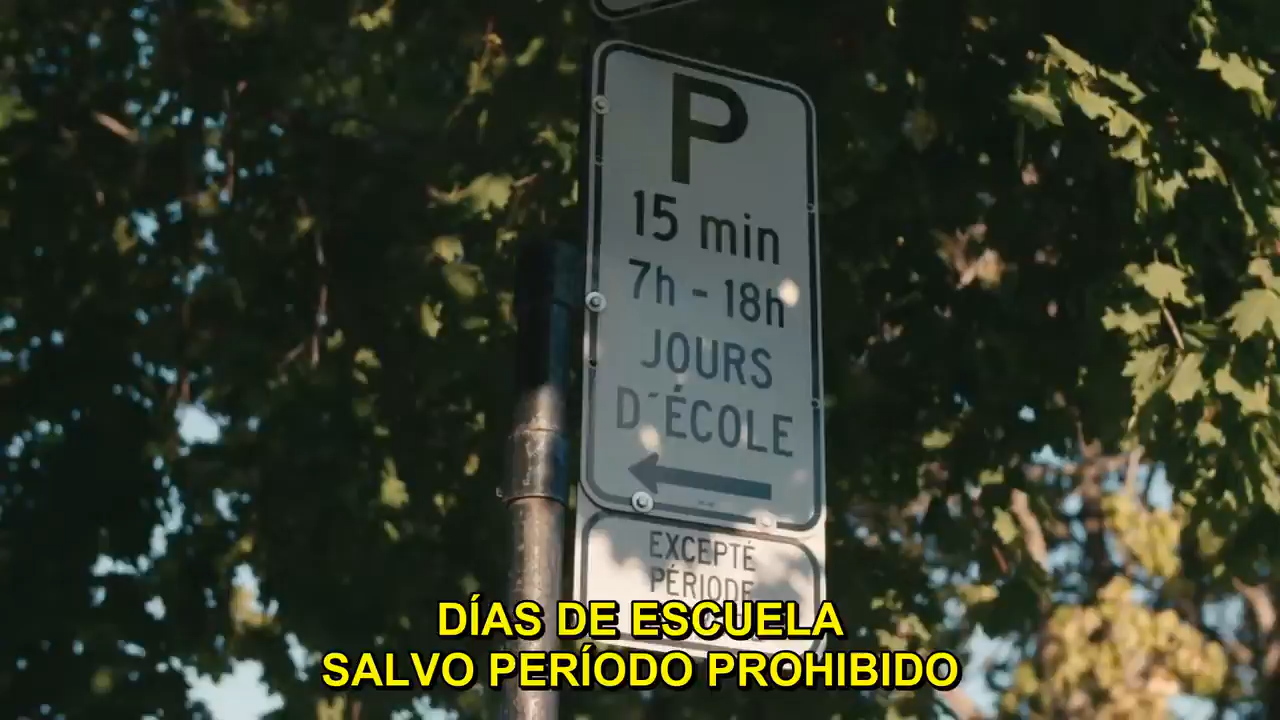 P
15 min
7h - 18h
JOURS
D´ÉCOLE
EXCEPTÉ
PÉRIODE
DÍAS DE ESCUELA
SALVO PERÍODO PROHIBIDO